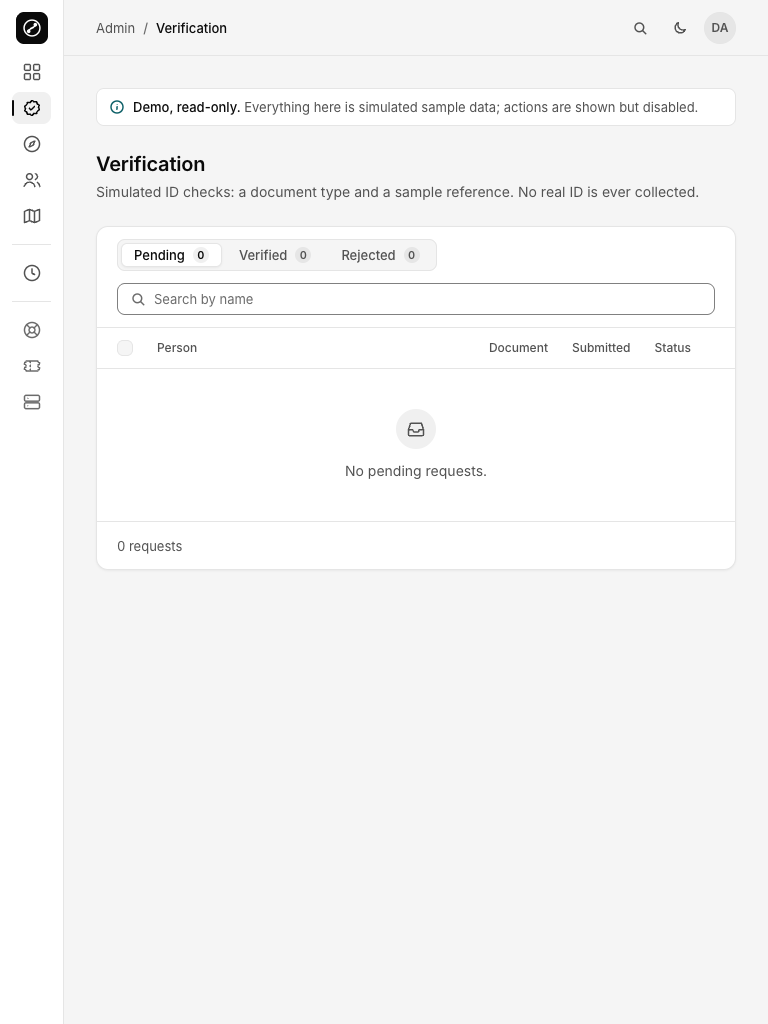 Admin / Verification
DA
Demo, read-only. Everything here is simulated sample data; actions are shown but disabled.
Verification
Simulated ID checks: a document type and a sample reference. No real ID is ever collected.
Pending 0 Verified 0 Rejected 0
Search by name
Person Document Submitted Status
No pending requests.
0 requests